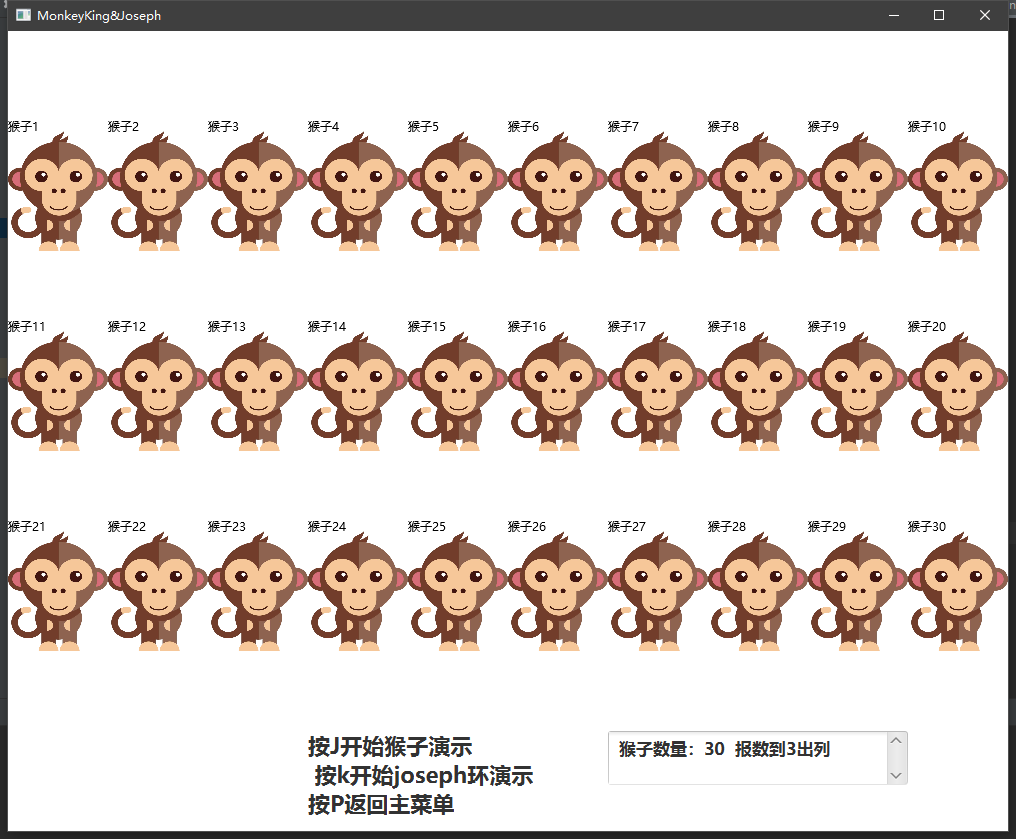 MonkeyKing&Joseph
猴子1 猴子2 猴子3 猴子4 猴子5 猴子6 猴子7 猴子8 猴子9 猴子10
猴子11 猴子12 猴子13 猴子14 猴子15 猴子16 猴子17 猴子18 猴子19 猴子20
猴子21 猴子22 猴子23 猴子24 猴子25 猴子26 猴子27 猴子28 猴子29 猴子30
按J开始猴子演示
按k开始joseph环演示
按P返回主菜单
猴子数量：30 报数到3出列